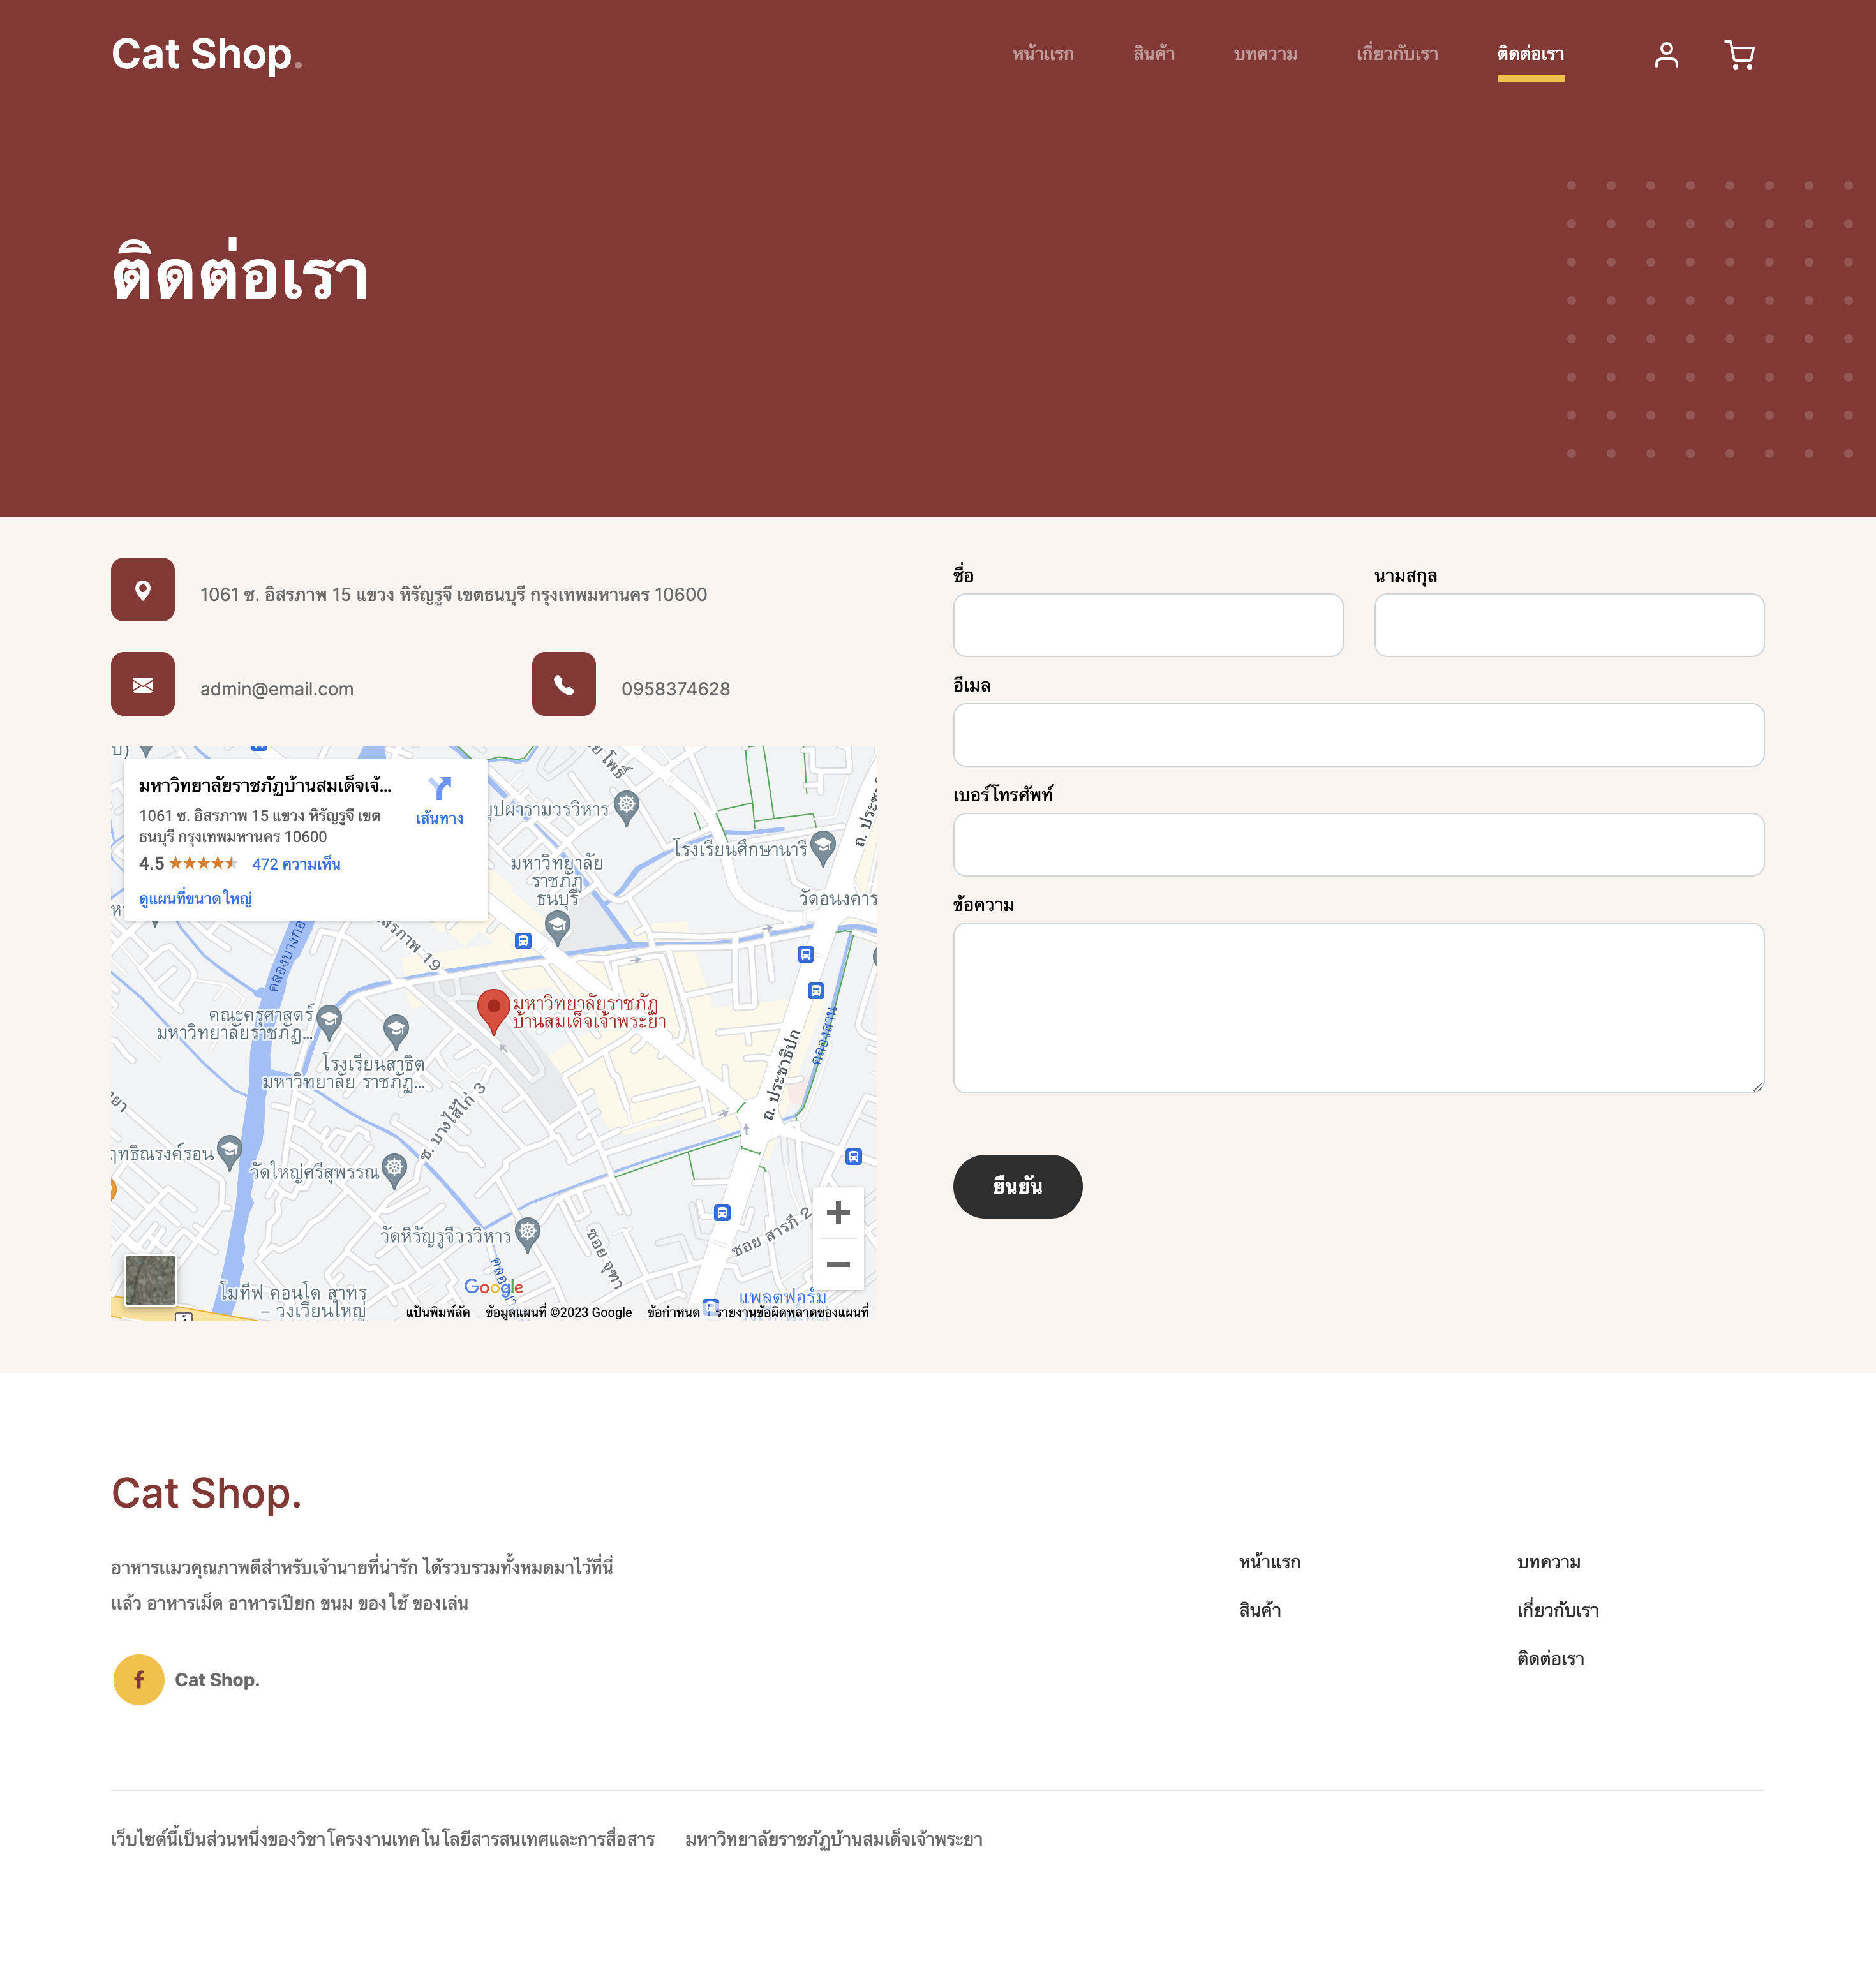 Cat Shop.
หน้าแรก
สินค้า
บทความ
เกี่ยวกับเรา
ติดต่อเรา
ติดต่อเรา
1061 ซ. อิสรภาพ 15 แขวง หิรัญรูจี เขตธนบุรี กรุงเทพมหานคร 10600
admin@email.com
0958374628
มหาวิทยาลัยราชภัฏบ้านสมเด็จเจ้...
1061 ซ. อิสรภาพ 15 แขวง หิรัญรูจี เขต
ธนบุรี กรุงเทพมหานคร 10600
4.5
472 ความเห็น
ดูแผนที่ขนาดใหญ่
เส้นทาง
โรงเรียนศึกษานารี
มหาวิทยาลัย
ราชภัฏ
ธนบุรี
วัดอนงคาร
คลองบางกอ
คณะครุศาสตร์
มหาวิทยาลัยราชภัฏ...
มหาวิทยาลัยราชภัฏ
บ้านสมเด็จเจ้าพระยา
โรงเรียนสาธิต
มหาวิทยาลัย ราชภัฏ...
ถ. ประชาธิปก
คลองสาน
ซ. บางไส้ไก่ 3
ฤทธิณรงค์รอน
วัดใหญ่ศรีสุพรรณ
วัดหิรัญรูจีวรวิหาร
ซอย จุฑา
ซอย สารภี 2
โมทีฟ คอนโด สาทร
– วงเวียนใหญ่
แพลตฟอร์ม
Google
แป้นพิมพ์ลัด
ข้อมูลแผนที่ ©2023 Google
ข้อกำหนด
รายงานข้อผิดพลาดของแผนที่
ชื่อ
นามสกุล
อีเมล
เบอร์โทรศัพท์
ข้อความ
ยืนยัน
Cat Shop.
อาหารแมวคุณภาพดีสำหรับเจ้านายที่น่ารัก ได้รวบรวมทั้งหมดมาไว้ที่นี่
แล้ว อาหารเม็ด อาหารเปียก ขนม ของใช้ ของเล่น
Cat Shop.
หน้าแรก
สินค้า
บทความ
เกี่ยวกับเรา
ติดต่อเรา
เว็บไซต์นี้เป็นส่วนหนึ่งของวิชาโครงงานเทคโนโลยีสารสนเทศและการสื่อสาร
มหาวิทยาลัยราชภัฏบ้านสมเด็จเจ้าพระยา